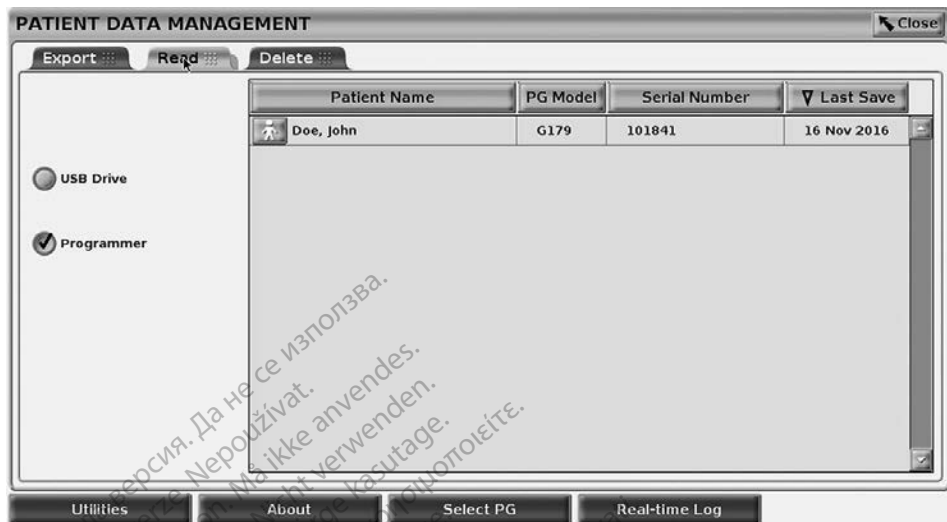 PATIENT DATA MANAGEMENT
Close
Export
Read
Delete
Patient Name
PG Model
Serial Number
Last Save
Doe, John
G179
101841
16 Nov 2016
USB Drive
Programmer
версия. Да не се използва.
Nepoužívat.
Må ikke anvendes.
verwenden.
kasutage.
Utilities
About
Select PG
Real-time Log